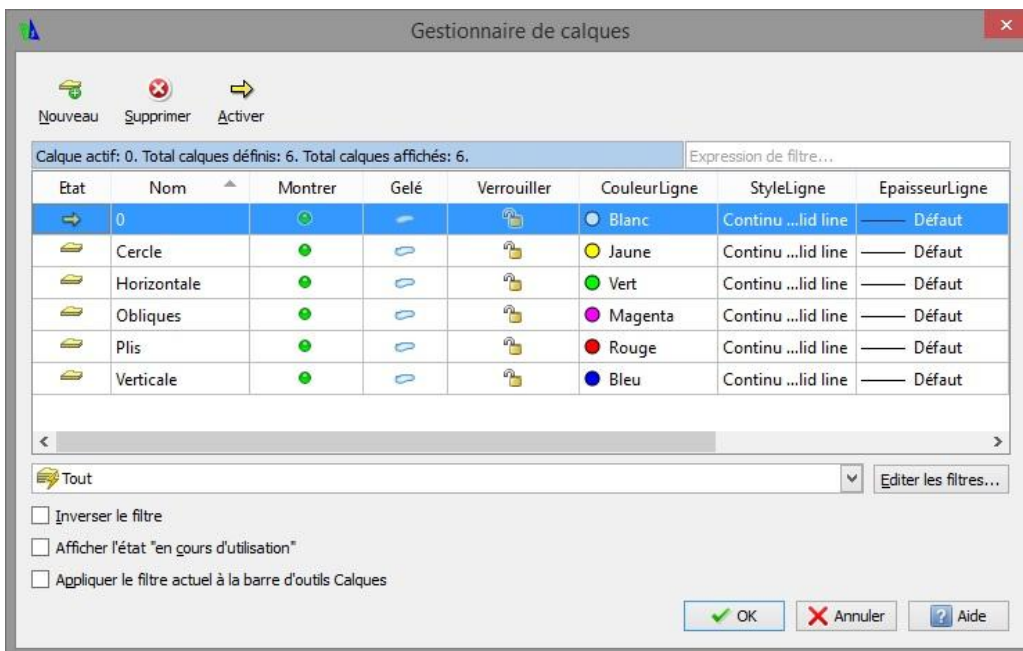 Gestionnaire de calques
Nouveau Supprimer Activer
Calque actif: 0. Total calques définis: 6. Total calques affichés: 6. Expression de filtre...
Etat Nom Montrer Gelé Verrouiller CouleurLigne StyleLigne EpaisseurLigne
0 Blanc Continu ...lid line Défaut
Cercle Jaune Continu ...lid line Défaut
Horizontale Vert Continu ...lid line Défaut
Obliques Magenta Continu ...lid line Défaut
Plis Rouge Continu ...lid line Défaut
Verticale Bleu Continu ...lid line Défaut
Tout Editer les filtres...
Inverser le filtre
Afficher l'état "en cours d'utilisation"
Appliquer le filtre actuel à la barre d'outils Calques
OK Annuler Aide